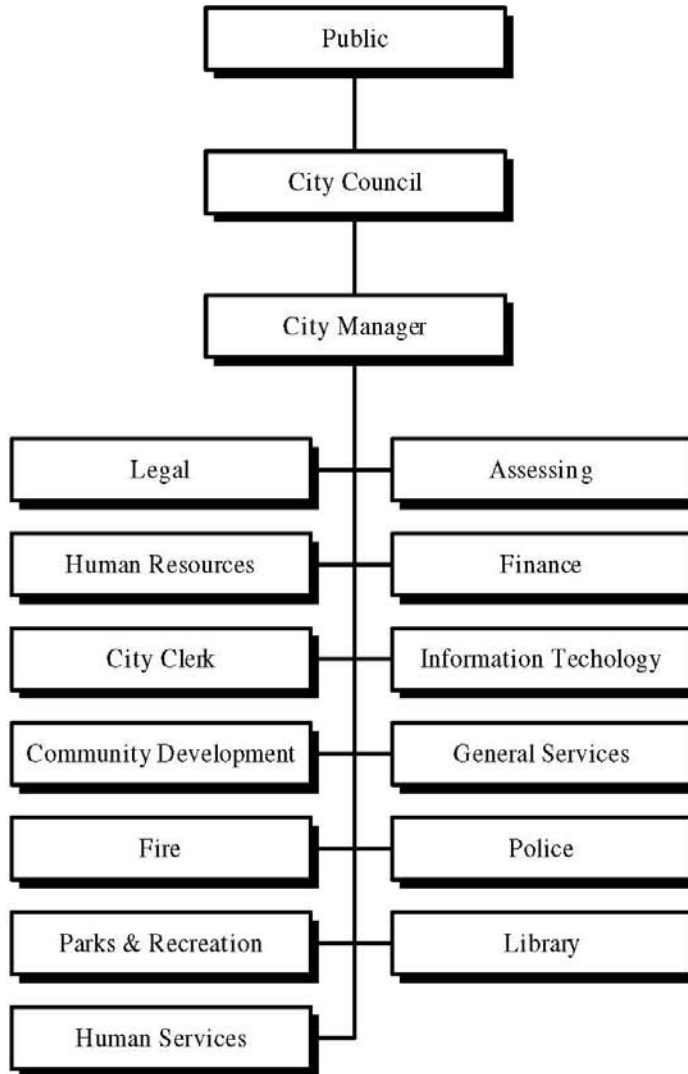 Public
City Council
City Manager
Legal
Assessing
Human Resources
Finance
City Clerk
Information Techology
Community Development
General Services
Fire
Police
Parks & Recreation
Library
Human Services